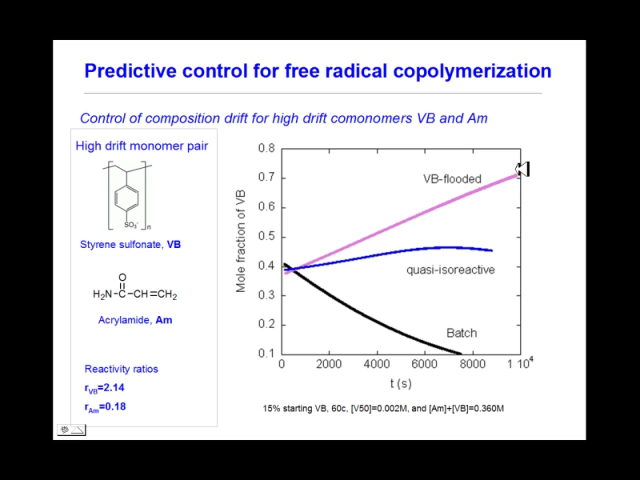 Predictive control for free radical copolymerization
Control of composition drift for high drift comonomers VB and Am
High drift monomer pair
n
SO3-
Styrene sulfonate, VB
O
H2N—C—CH=CH2
Acrylamide, Am
Reactivity ratios
rVB=2.14
rAm=0.18
Mole fraction of VB
0.8
0.7
0.6
0.5
0.4
0.3
0.2
0.1
VB-flooded
quasi-isoreactive
Batch
0 2000 4000 6000 8000 1 10^4
t (s)
15% starting VB, 60c, [V50]=0.002M, and [Am]+[VB]=0.360M